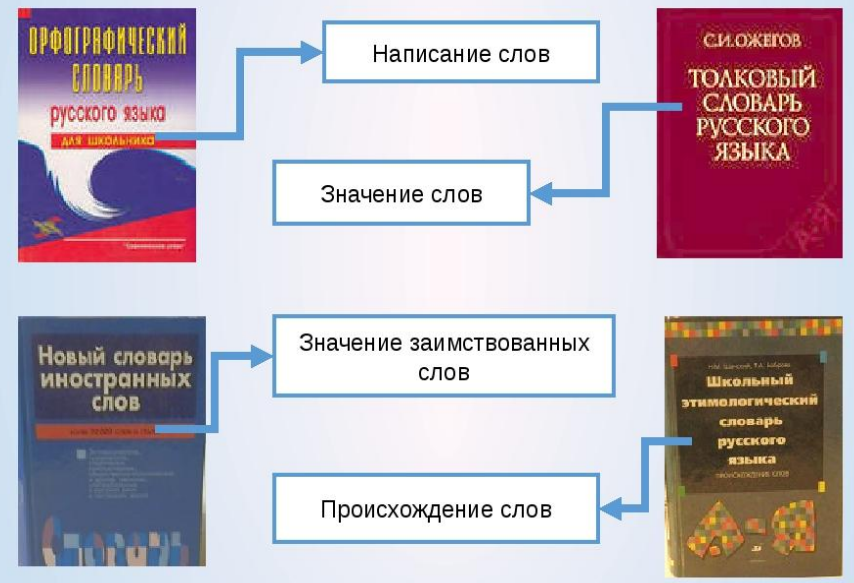 ОРФОГРАФИЧЕСКИЙ
СЛОВАРЬ
русского языка
для школьника
Написание слов
С.И.ОЖЕГОВ
ТОЛКОВЫЙ
СЛОВАРЬ
РУССКОГО
ЯЗЫКА
Значение слов
Новый словарь
иностранных
слов
Значение заимствованных
слов
Школьный
этимологический
словарь
русского
языка
ПРОИСХОЖДЕНИЕ СЛОВ
А-Я
Происхождение слов